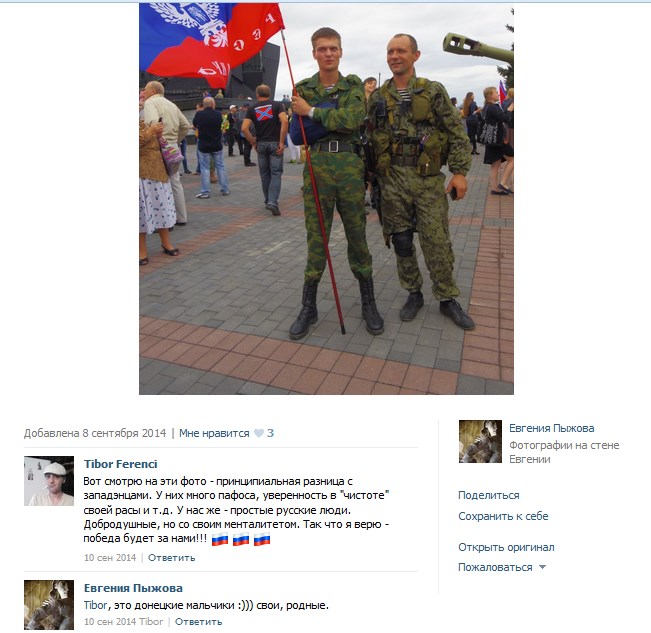 Добавлена 8 сентября 2014 | Мне нравится 3
Tibor Ferenci
Вот смотрю на эти фото - принципиальная разница с
западэнцами. У них много пафоса, уверенность в "чистоте"
своей расы и т.д. У нас же - простые русские люди.
Добродушные, но со своим менталитетом. Так что я верю -
победа будет за нами!!!
10 сен 2014 | Ответить
Евгения Пыжова
Tibor, это донецкие мальчики :))) свои, родные.
10 сен 2014 Tibor | Ответить
Евгения Пыжова
Фотографии на стене
Евгении
Поделиться
Сохранить к себе
Открыть оригинал
Пожаловаться